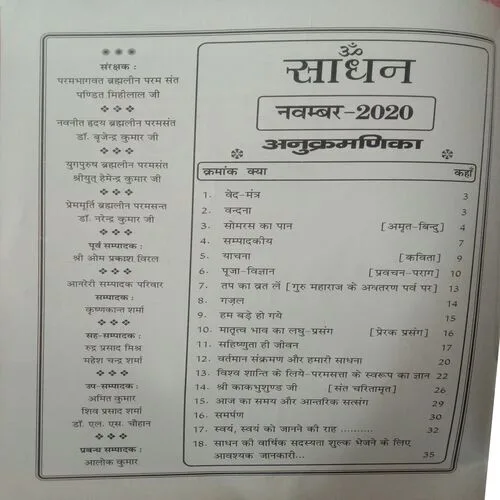 संरक्षक :
परमभागवत ब्रह्मलीन परम संत
पण्डित मिहीलाल जी
नवनीत हृदय ब्रह्मलीन परमसंत
डॉ. बृजेन्द्र कुमार जी
युगपुरुष ब्रह्मलीन परमसंत
श्रीयुत् हेमेन्द्र कुमार जी
प्रेममूर्ति ब्रह्मलीन परमसन्त
डॉ. नरेन्द्र कुमार जी
पूर्व सम्पादक :
श्री ओम प्रकाश विरल
आनरेरी सम्पादक परिवार
सम्पादक :
कृष्णकान्त शर्मा
सह-सम्पादक :
रुद्र प्रसाद मिश्र
महेश चन्द्र शर्मा
उप-सम्पादक :
अमित कुमार
शिव प्रसाद शर्मा
डॉ. एल. एस. चौहान
प्रबन्ध सम्पादक :
आलोक कुमार
ॐ
साधन
नवम्बर-2020
अनुक्रमणिका
क्रमांक क्या कहाँ
1. वेद-मंत्र 3
2. वन्दना 3
3. सोमरस का पान [अमृत-बिन्दु] 4
4. सम्पादकीय 7
5. याचना [कविता] 9
6. पूजा-विज्ञान [प्रवचन-पराग] 10
7. तप का व्रत लें [गुरु महाराज के अवतरण पर्व पर] 13
8. गज़ल 14
9. हम बड़े हो गये 15
10. मातृत्व भाव का लघु-प्रसंग [प्रेरक प्रसंग] 16
11. सहिष्णुता ही जीवन 17
12. वर्तमान संक्रमण और हमारी साधना 20
13. विश्व शान्ति के लिये-परमसत्ता के स्वरूप का ज्ञान 22
14. श्री काकभुशुण्ड जी [संत चरितामृत] 26
15. आज का समय और आन्तरिक सत्संग 29
16. समर्पण 30
17. स्वयं, स्वयं को जानने की राह .......... 32
18. साधन की वार्षिक सदस्यता शुल्क भेजने के लिए
आवश्यक जानकारी... 35